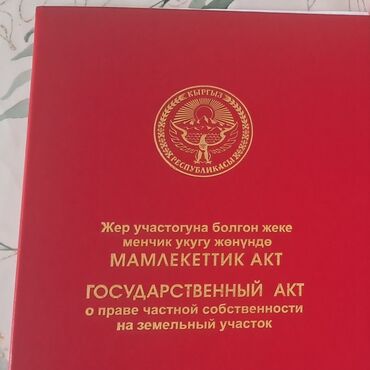 КЫРГЫЗ
РЕСПУБЛИКАСЫ
Жер участогуна болгон жеке
менчик укугу жөнүндө
МАМЛЕКЕТТИК АКТ
ГОСУДАРСТВЕННЫЙ АКТ
о праве частной собственности
на земельный участок